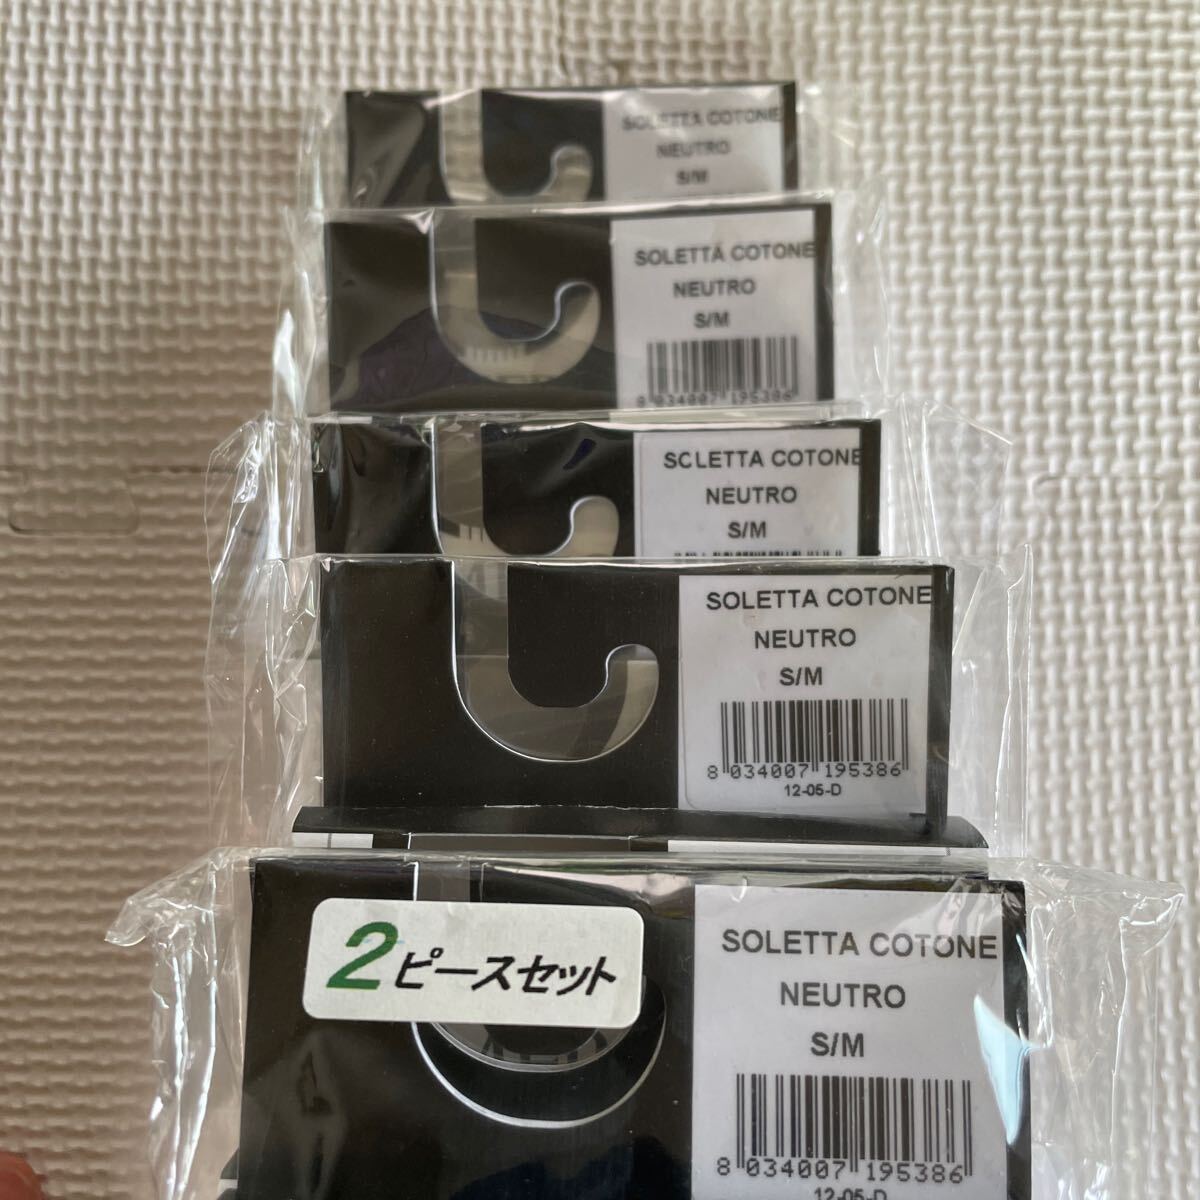 SOLETTA COTONE
NEUTRO
S/M
SOLETTA COTONE
NEUTRO
S/M
8 034007 195386
SOLETTA COTONE
NEUTRO
S/M
SOLETTA COTONE
NEUTRO
S/M
8 034007 195386
12-05-D
2ピースセット
SOLETTA COTONE
NEUTRO
S/M
8 034007 195386
12-05-D